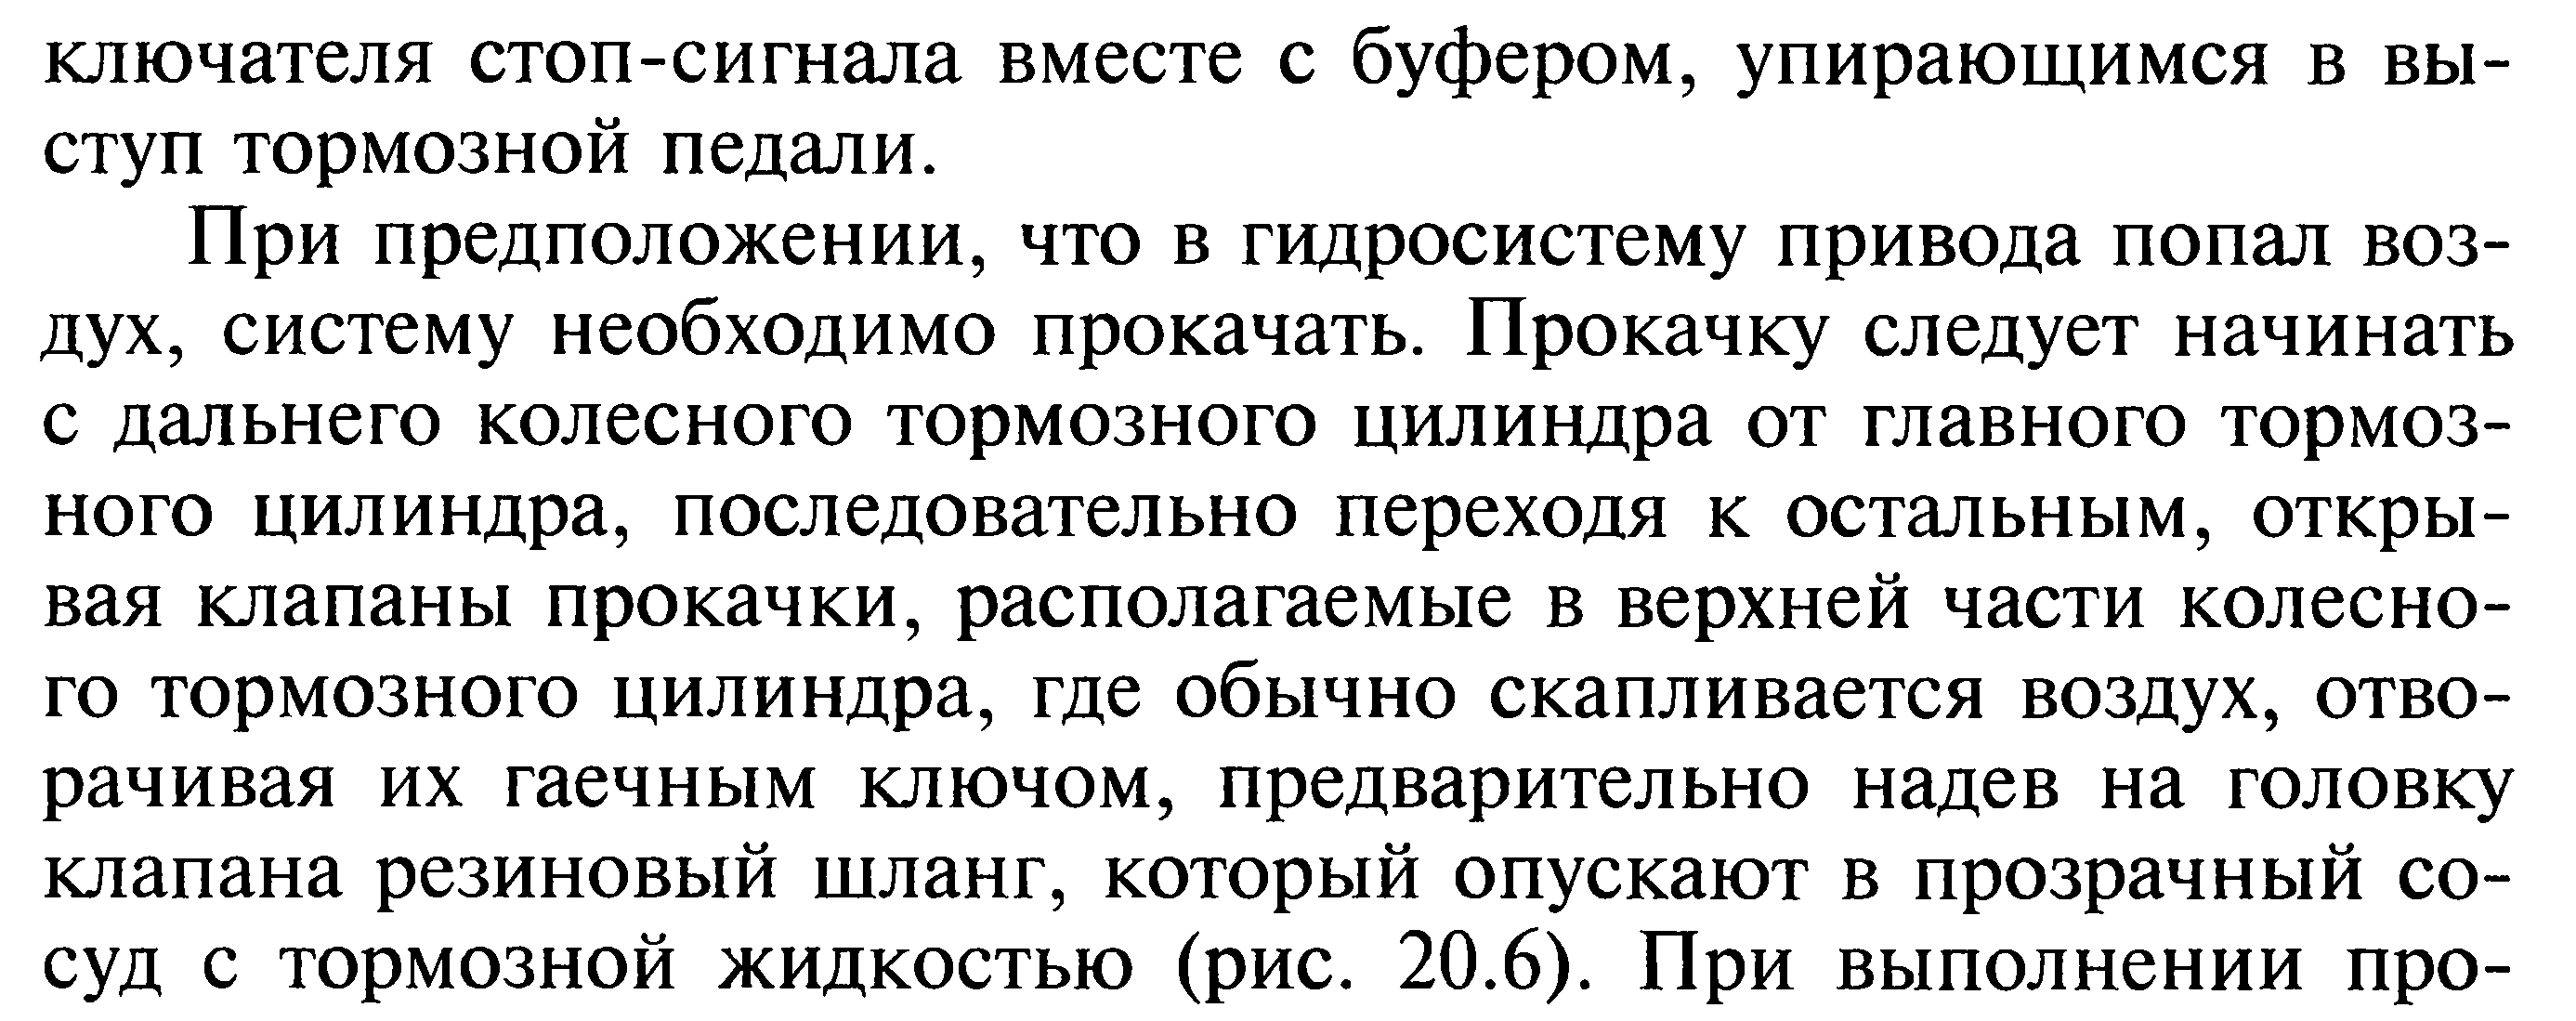 ключателя стоп-сигнала вместе с буфером, упирающимся в вы-
ступ тормозной педали.
При предположении, что в гидросистему привода попал воз-
дух, систему необходимо прокачать. Прокачку следует начинать
с дальнего колесного тормозного цилиндра от главного тормоз-
ного цилиндра, последовательно переходя к остальным, откры-
вая клапаны прокачки, располагаемые в верхней части колесно-
го тормозного цилиндра, где обычно скапливается воздух, отво-
рачивая их гаечным ключом, предварительно надев на головку
клапана резиновый шланг, который опускают в прозрачный со-
суд с тормозной жидкостью (рис. 20.6). При выполнении про-